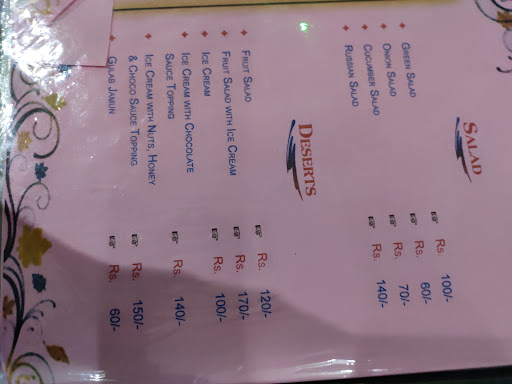 SALAD
GREEN SALAD Rs. 100/-
ONION SALAD Rs. 60/-
CUCUMBER SALAD Rs. 70/-
RUSSIAN SALAD Rs. 140/-
DESERTS
FRUIT SALAD Rs. 120/-
FRUIT SALAD WITH ICE CREAM Rs. 170/-
ICE CREAM Rs. 100/-
ICE CREAM WITH CHOCOLATE
SAUCE TOPPING Rs. 140/-
ICE CREAM WITH NUTS, HONEY
& CHOCO SAUCE TOPPING Rs. 150/-
GULAB JAMUN Rs. 60/-